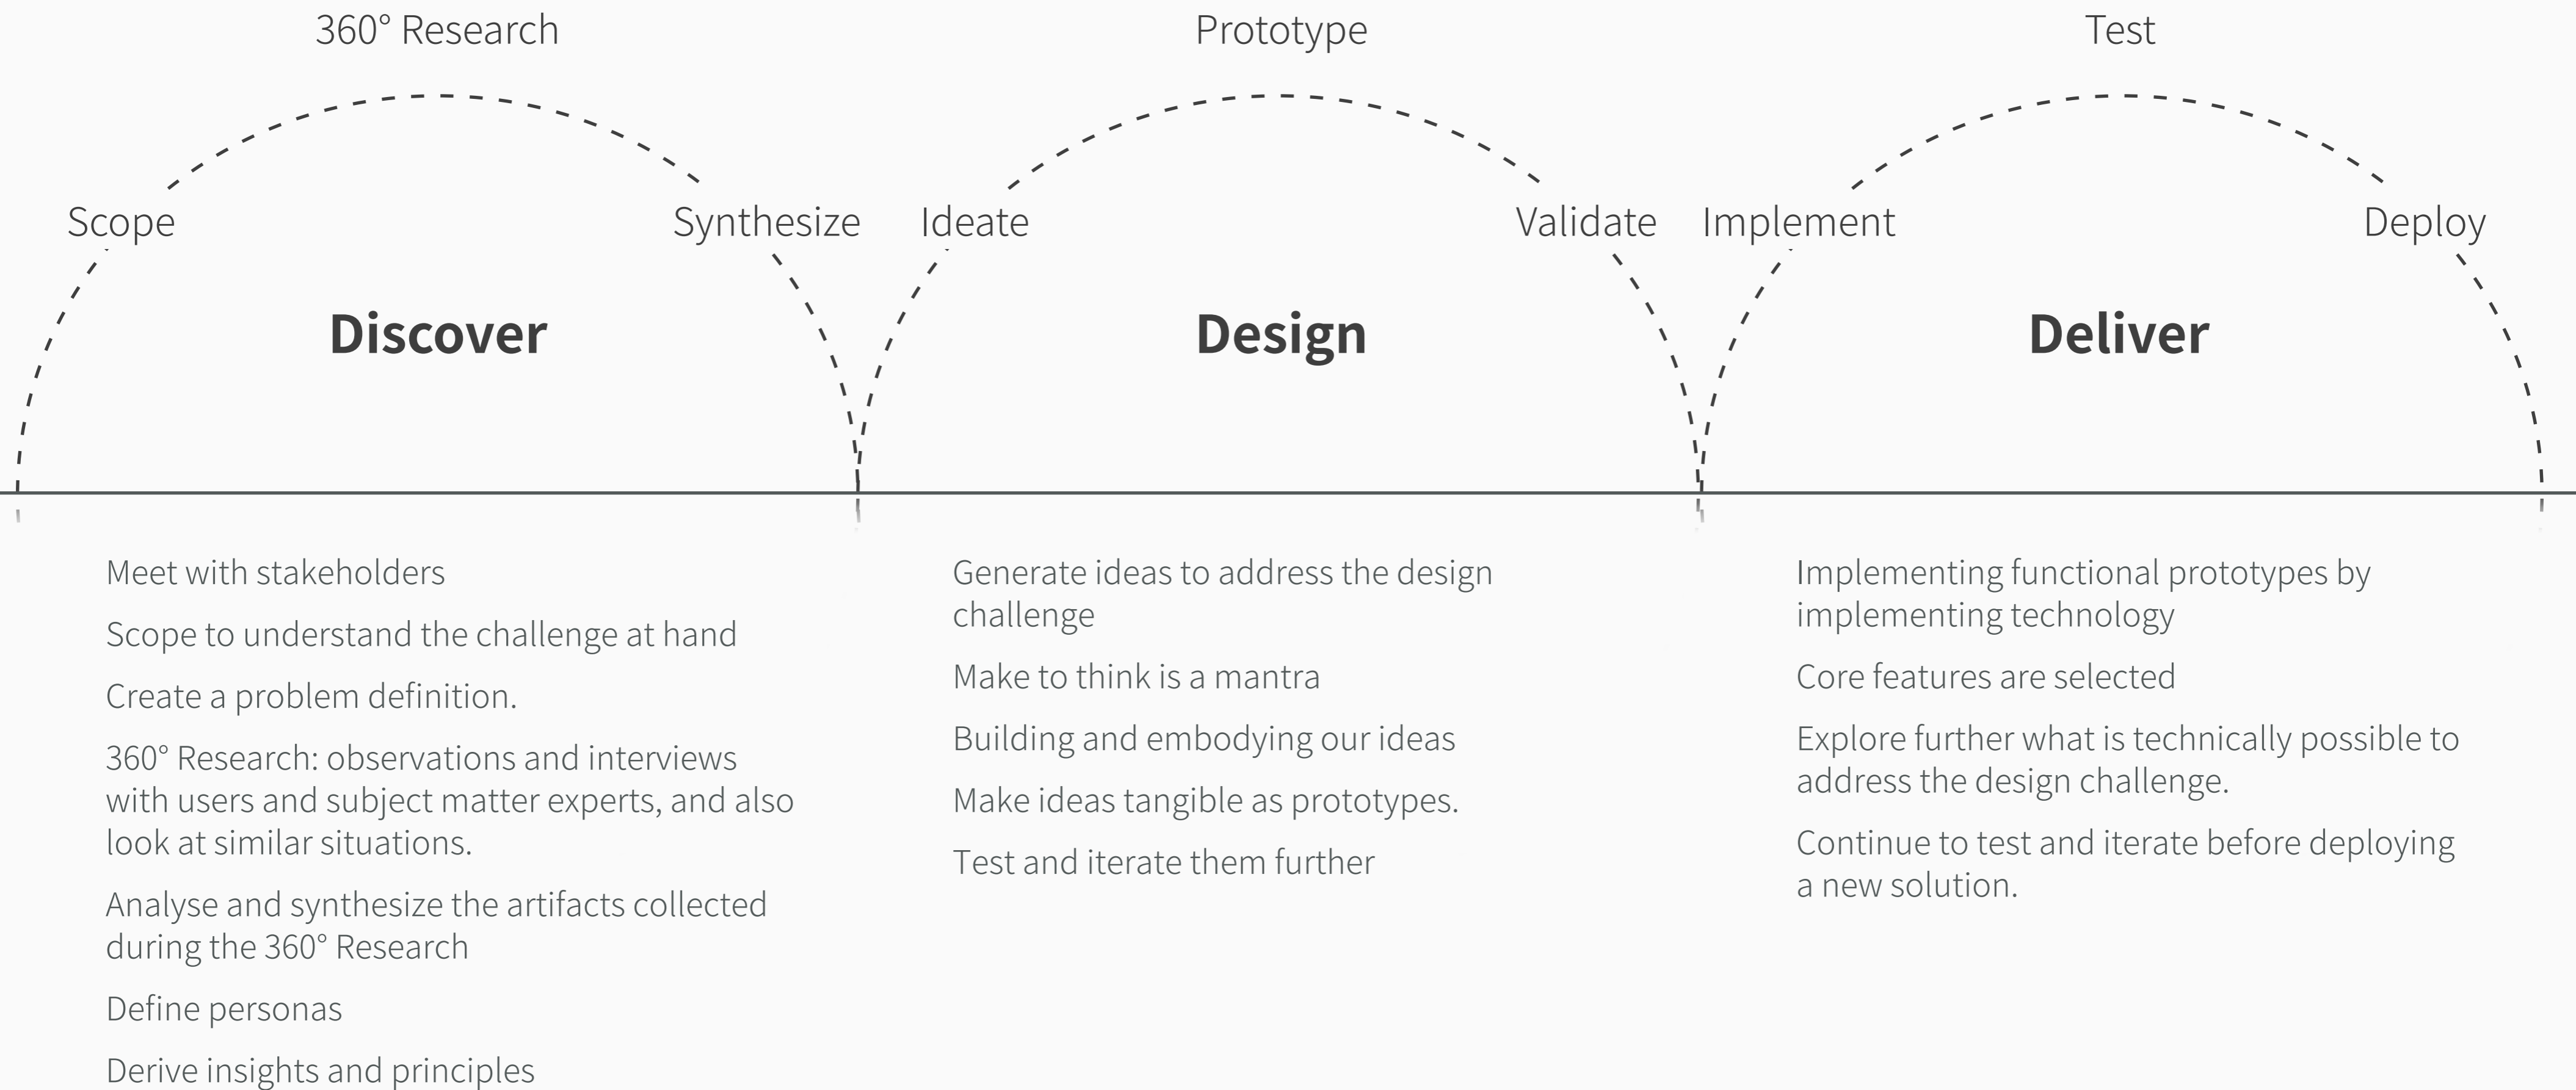 360° Research
Prototype
Test
Scope
Synthesize
Ideate
Validate
Implement
Deploy
Discover
Design
Deliver
Meet with stakeholders
Scope to understand the challenge at hand
Create a problem definition.
360° Research: observations and interviews
with users and subject matter experts, and also
look at similar situations.
Analyse and synthesize the artifacts collected
during the 360° Research
Define personas
Derive insights and principles
Generate ideas to address the design
challenge
Make to think is a mantra
Building and embodying our ideas
Make ideas tangible as prototypes.
Test and iterate them further
Implementing functional prototypes by
implementing technology
Core features are selected
Explore further what is technically possible to
address the design challenge.
Continue to test and iterate before deploying
a new solution.